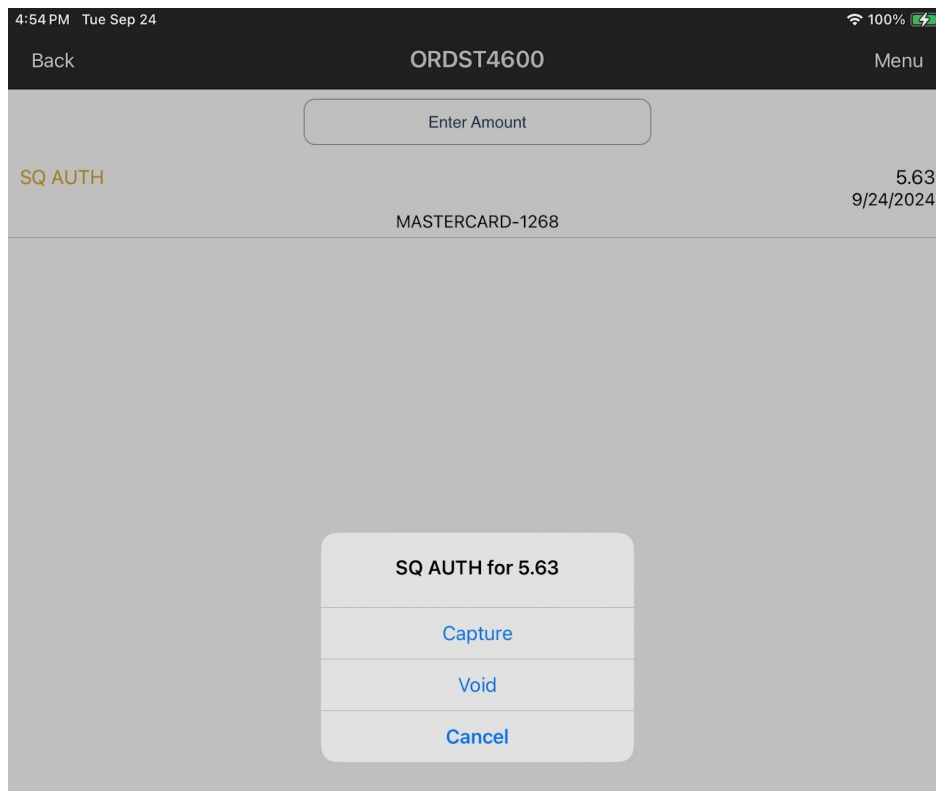 4:54 PM Tue Sep 24 100%
Back ORDST4600 Menu
Enter Amount
SQ AUTH 5.63
9/24/2024
MASTERCARD-1268
SQ AUTH for 5.63
Capture
Void
Cancel